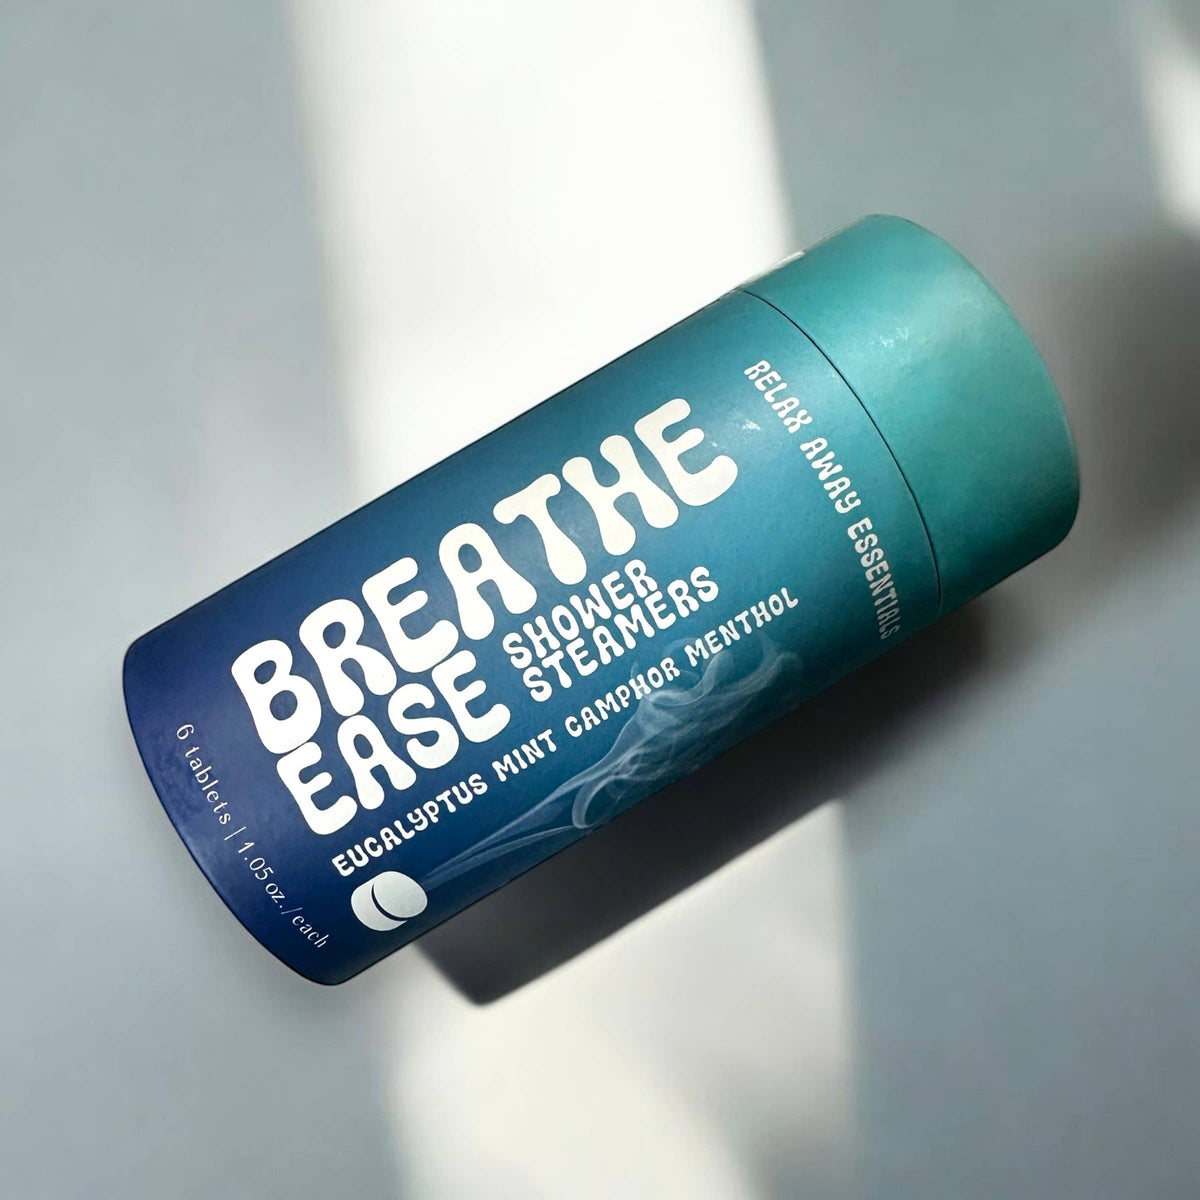 RELAX AWAY ESSENTIALS
BREATHE
EASE
SHOWER
STEAMERS
EUCALYPTUS MINT CAMPHOR MENTHOL
6 tablets | 1.05 oz./each